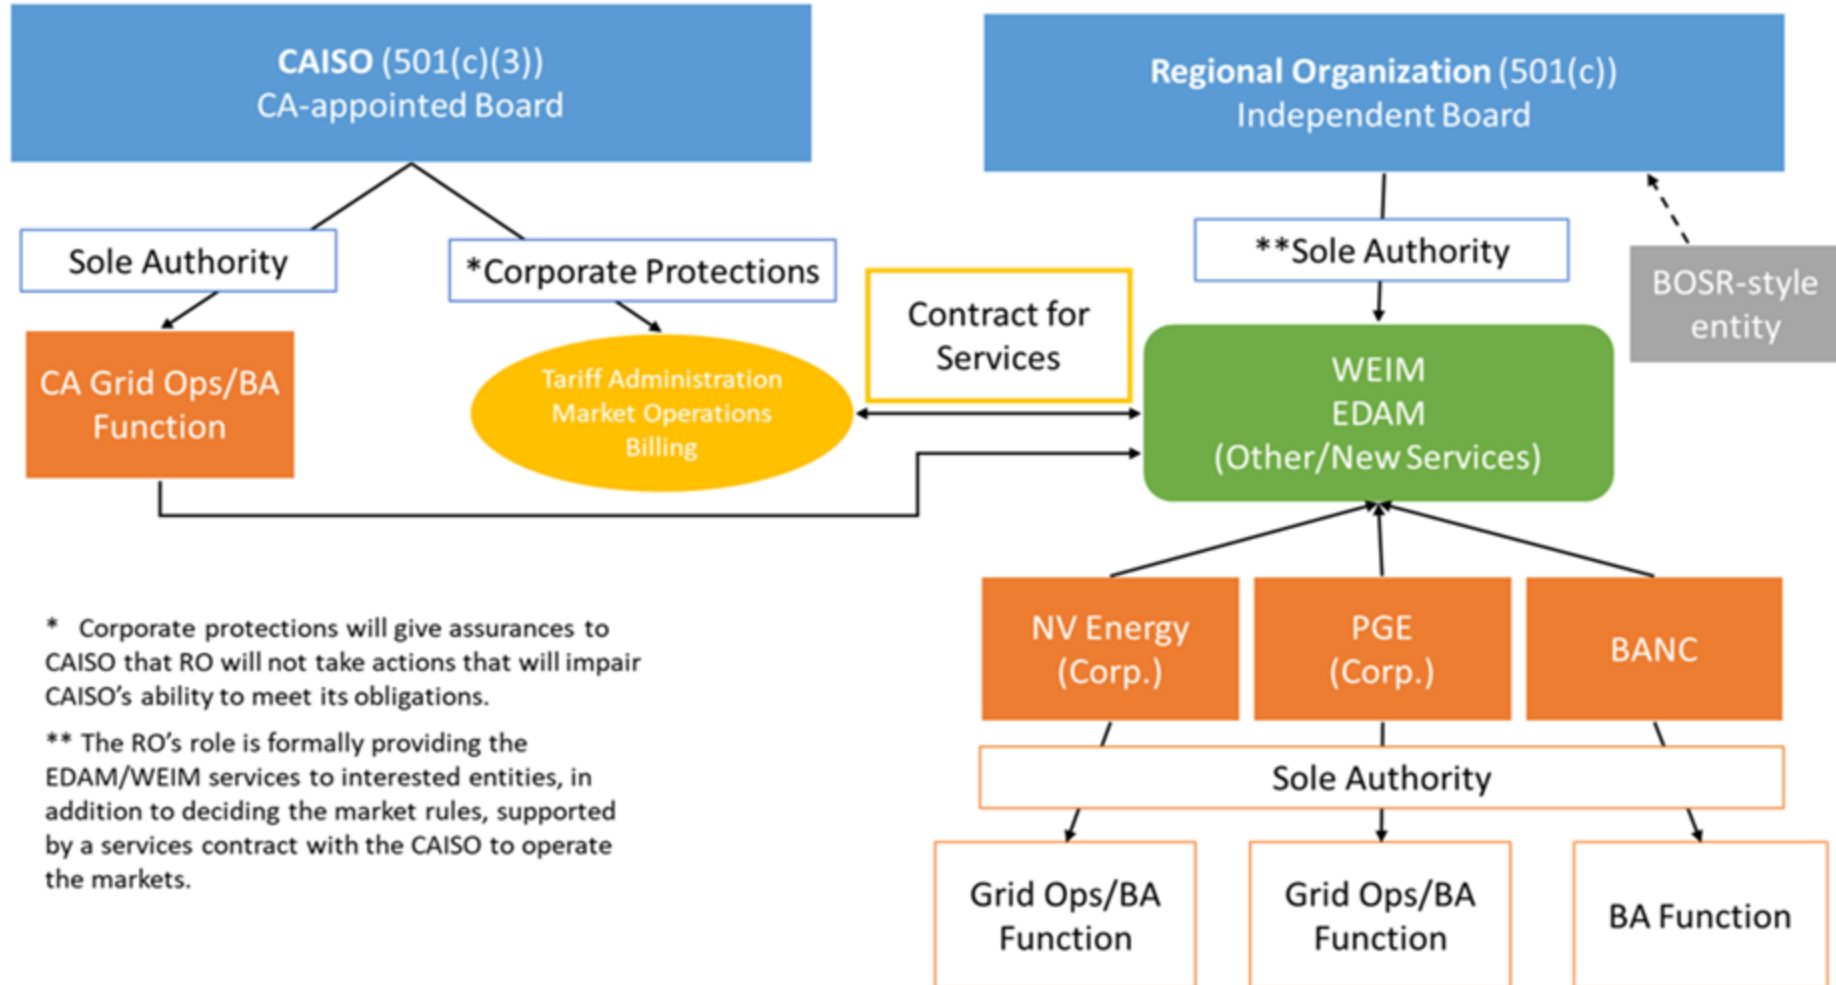 CAISO (501(c)(3))
CA-appointed Board
Regional Organization (501(c))
Independent Board
Sole Authority
*Corporate Protections
**Sole Authority
BOSR-style
entity
Contract for
Services
CA Grid Ops/BA
Function
Tariff Administration
Market Operations
Billing
WEIM
EDAM
(Other/New Services)
NV Energy
(Corp.)
PGE
(Corp.)
BANC
Sole Authority
Grid Ops/BA
Function
Grid Ops/BA
Function
BA Function
* Corporate protections will give assurances to
CAISO that RO will not take actions that will impair
CAISO’s ability to meet its obligations.
** The RO’s role is formally providing the
EDAM/WEIM services to interested entities, in
addition to deciding the market rules, supported
by a services contract with the CAISO to operate
the markets.